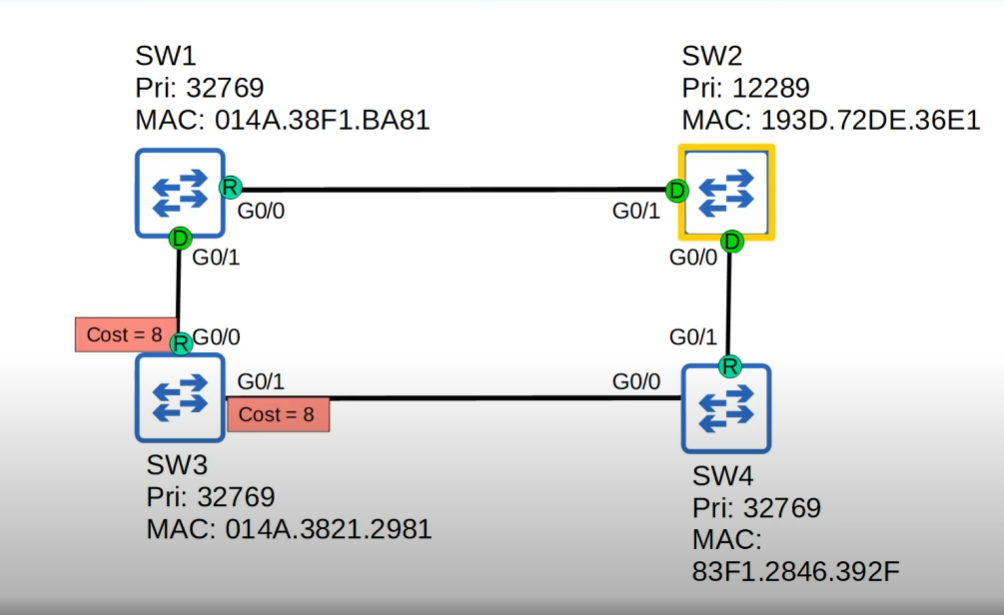 SW1
Pri: 32769
MAC: 014A.38F1.BA81
SW2
Pri: 12289
MAC: 193D.72DE.36E1
R
G0/0
D
G0/1
D
G0/1
D
G0/0
Cost = 8
R
G0/0
G0/1
R
G0/1
Cost = 8
G0/0
SW3
Pri: 32769
MAC: 014A.3821.2981
SW4
Pri: 32769
MAC:
83F1.2846.392F